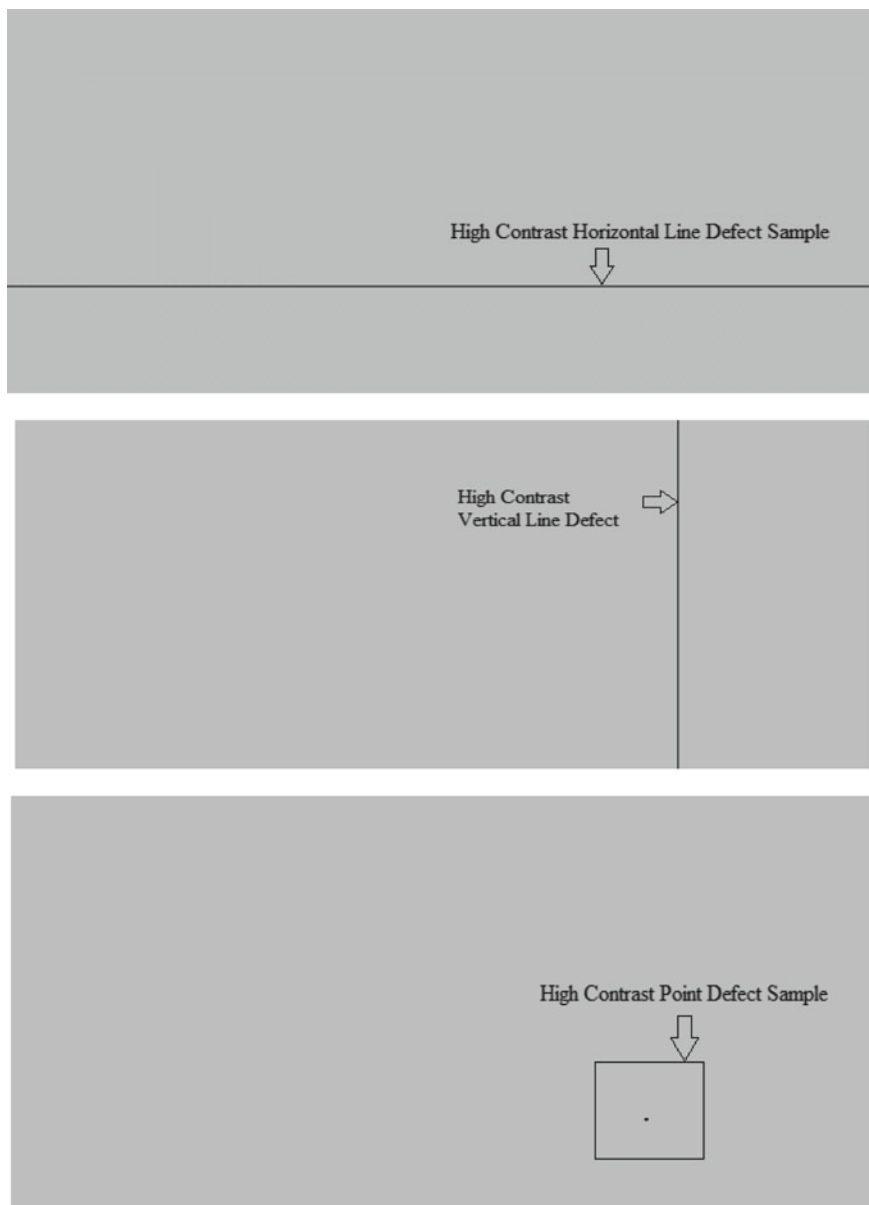 High Contrast Horizontal Line Defect Sample
High Contrast
Vertical Line Defect
High Contrast Point Defect Sample